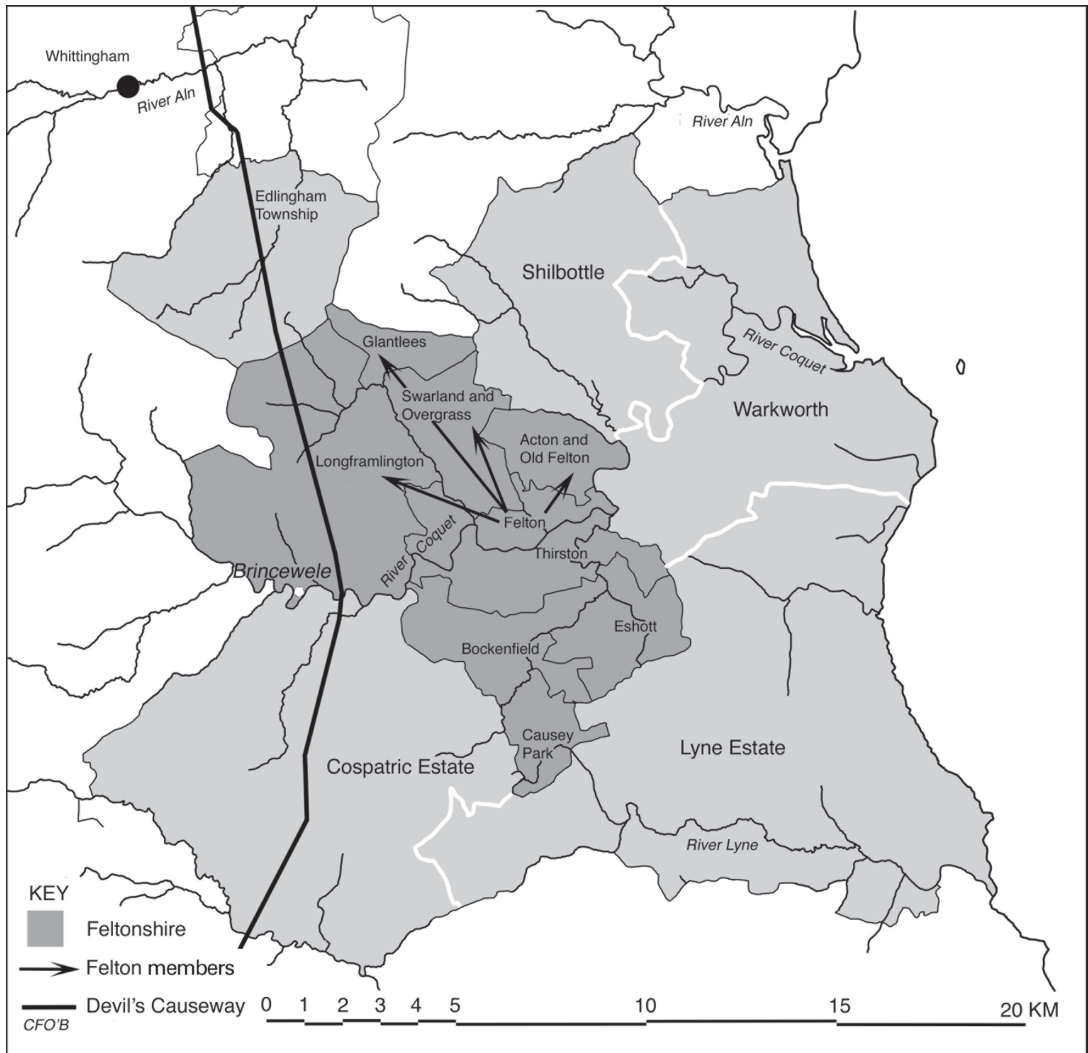 Whittingham
River Aln
River Aln
Edlingham
Township
Shilbottle
Glantlees
River Coquet
Swarland and
Overgrass
Warkworth
Acton and
Old Felton
Longframlington
Felton
River Coquet
Thirston
Brincewele
Eshott
Bockenfield
Causey
Park
Lyne Estate
Cospatric Estate
River Lyne
KEY
Feltonshire
Felton members
Devil's Causeway
CFO'B
0 1 2 3 4 5 10 15 20 KM